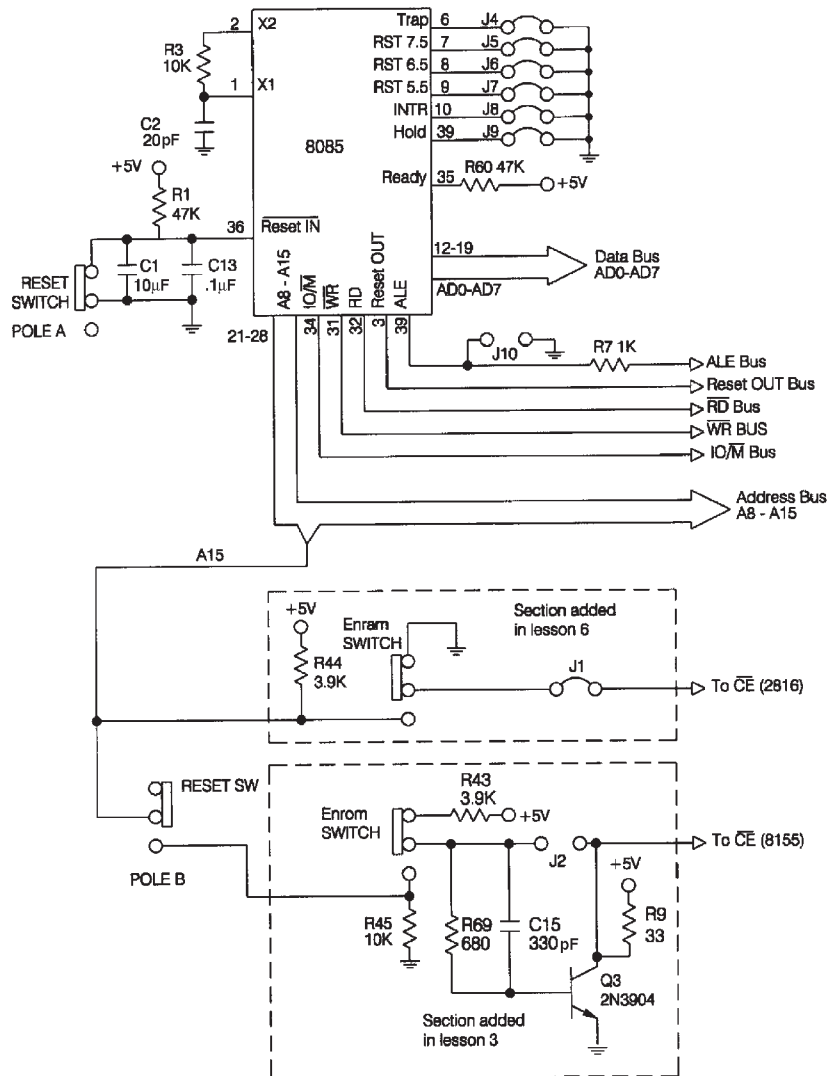 2
X2
R3
10K
1
X1
C2
20pF
+5V
R1
47K
36
Reset IN
RESET
SWITCH
C1
10µF
C13
.1µF
POLE A
8085
Trap
6
J4
RST 7.5
7
J5
RST 6.5
8
J6
RST 5.5
9
J7
INTR
10
J8
Hold
39
J9
Ready
35
R60 47K
+5V
12-19
AD0-AD7
Data Bus
AD0-AD7
A8 - A15
IO/M
WR
RD
Reset OUT
ALE
21-28
34
31
32
3
39
J10
R7 1K
ALE Bus
Reset OUT Bus
RD Bus
WR BUS
IO/M Bus
Address Bus
A8 - A15
A15
+5V
R44
3.9K
Enram
SWITCH
Section added
in lesson 6
J1
To CE (2816)
RESET SW
POLE B
Enrom
SWITCH
R43
3.9K
+5V
J2
To CE (8155)
+5V
R9
33
R45
10K
R69
680
C15
330pF
Q3
2N3904
Section added
in lesson 3